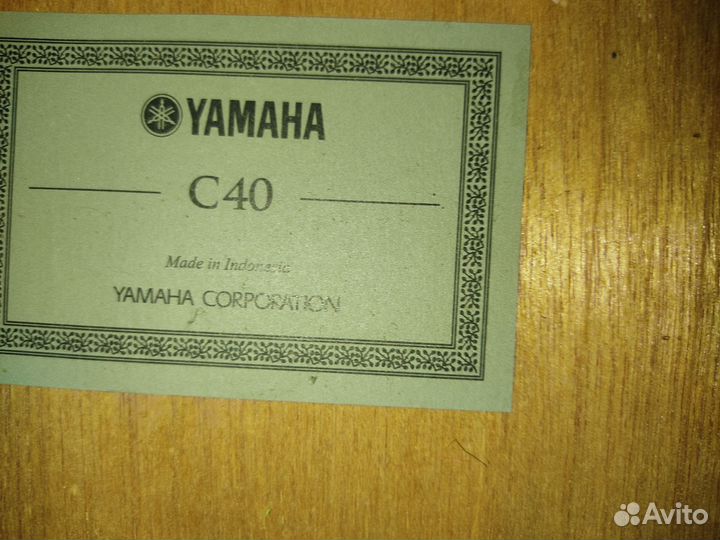 YAMAHA
C40
Made in Indonesia
YAMAHA CORPORATION
Avito